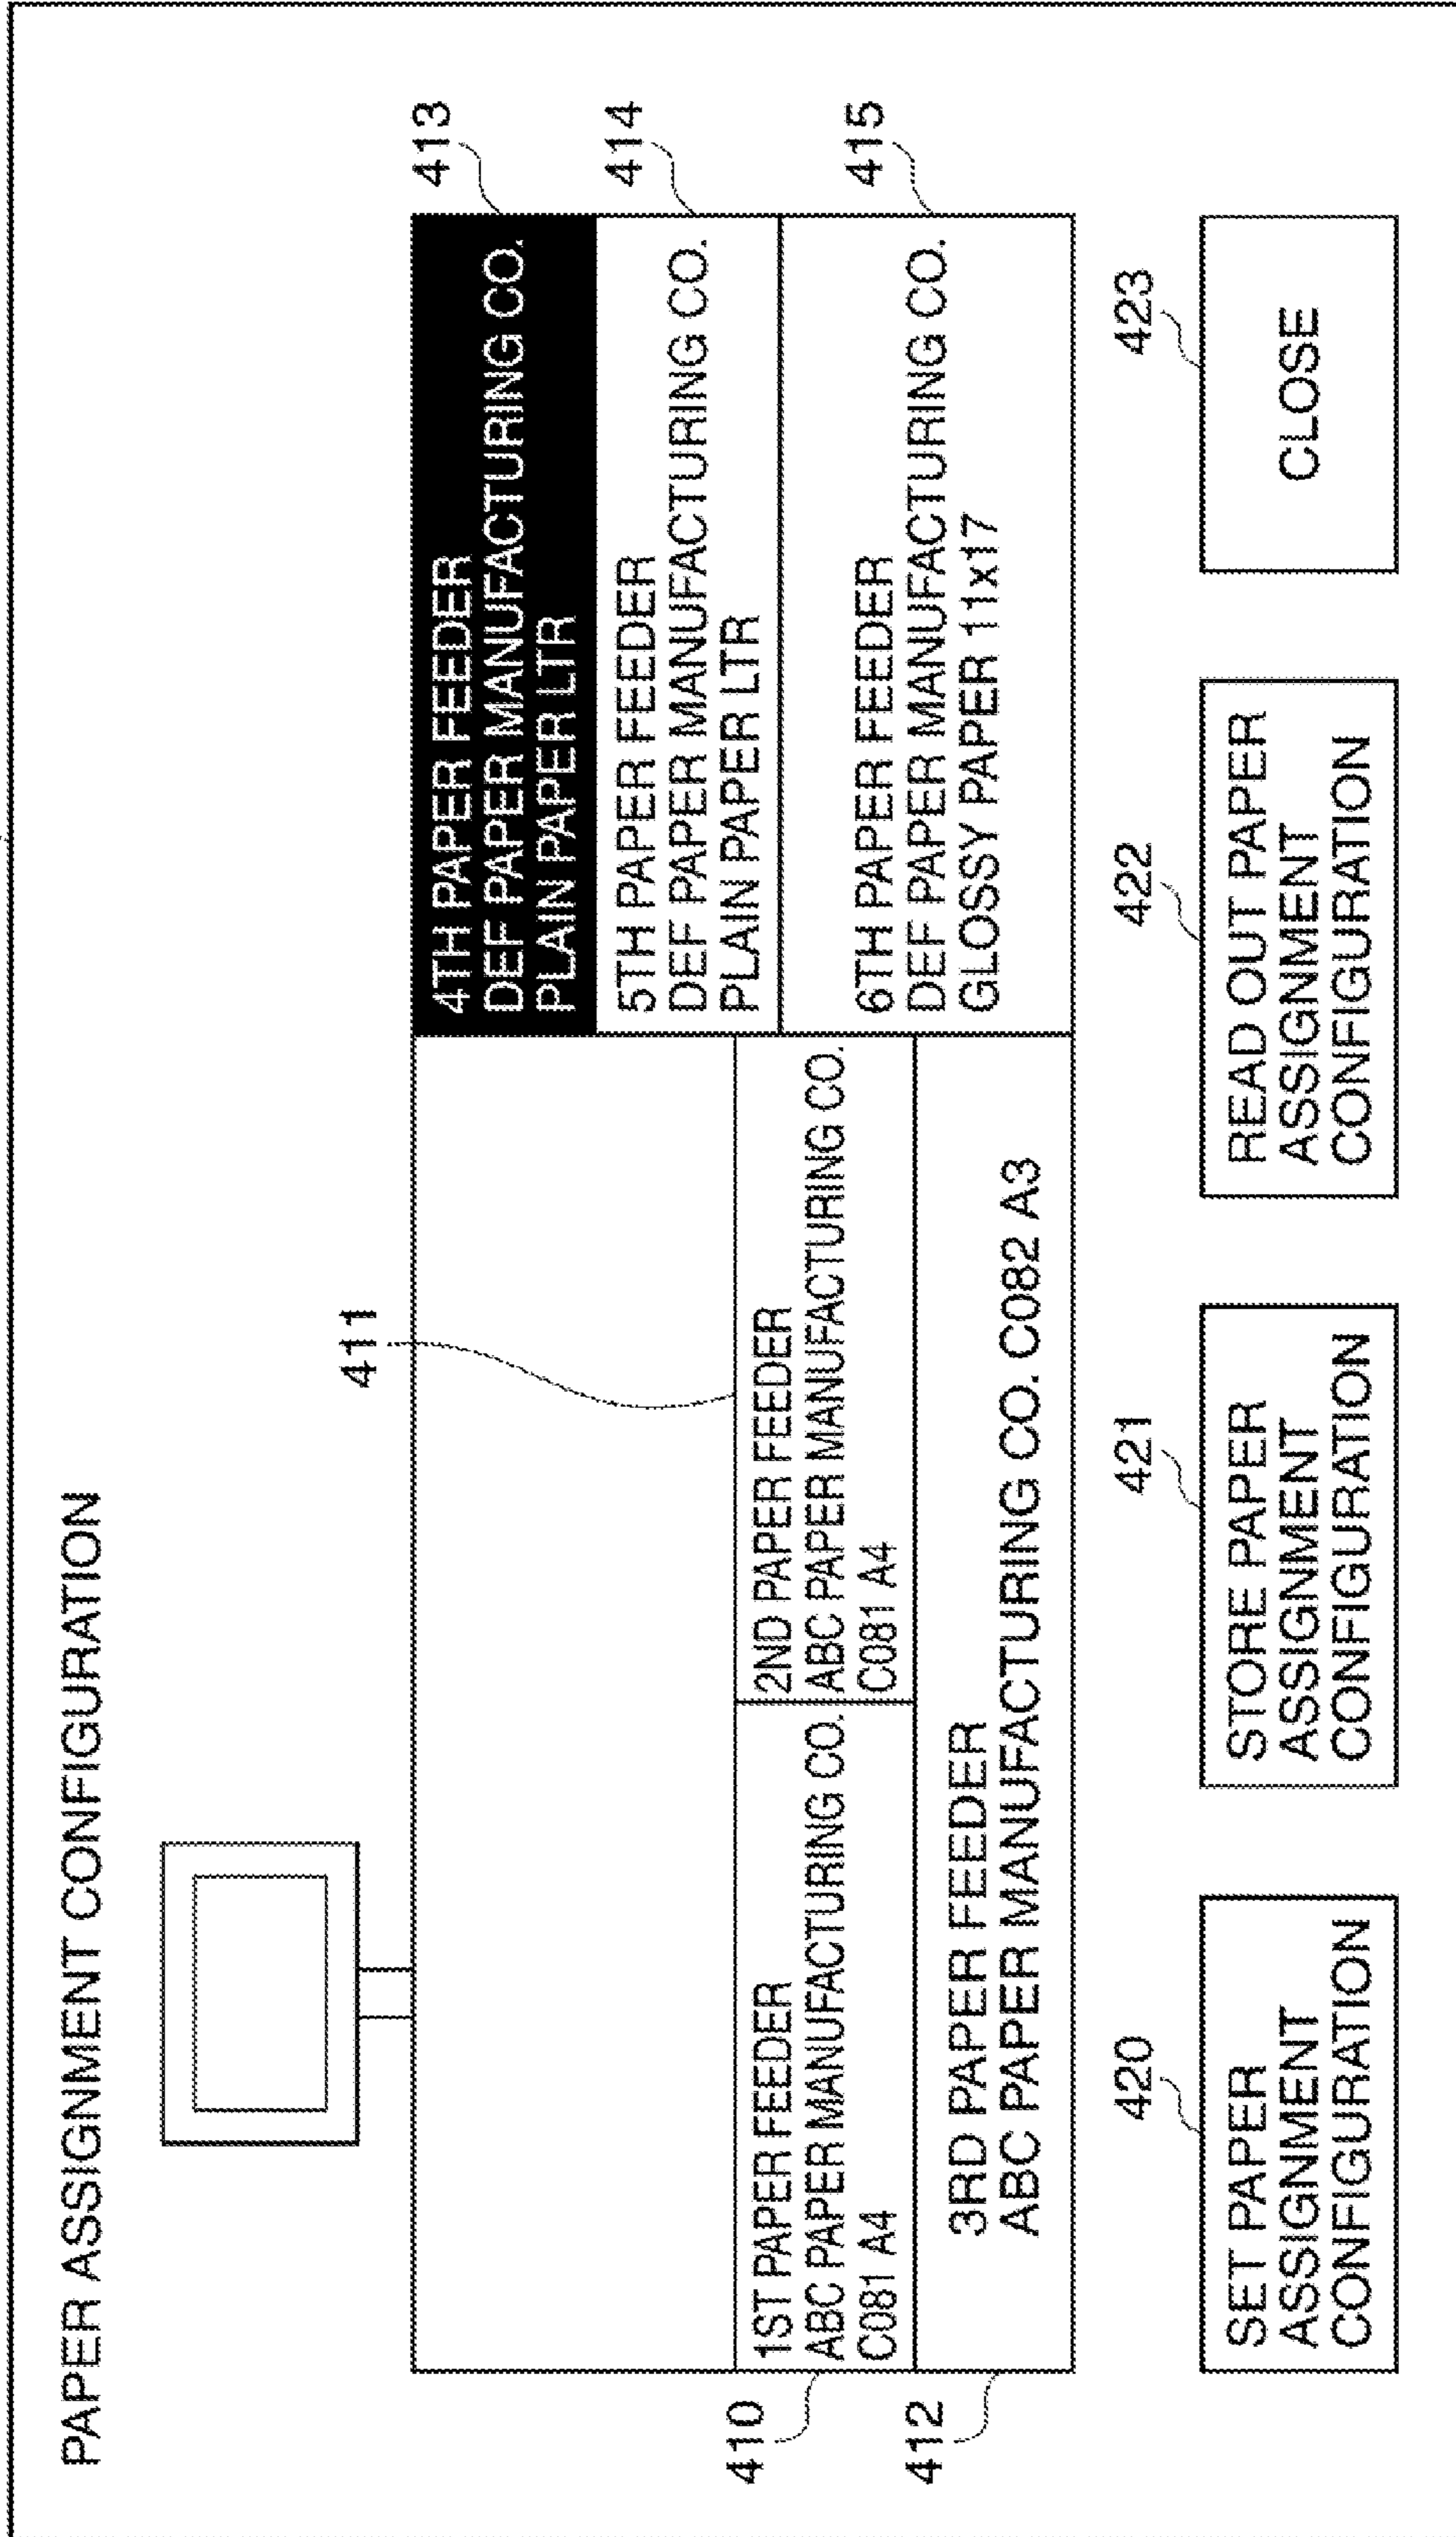 PAPER ASSIGNMENT CONFIGURATION
411
413
4TH PAPER FEEDER
DEF PAPER MANUFACTURING CO.
PLAIN PAPER LTR
414
5TH PAPER FEEDER
DEF PAPER MANUFACTURING CO.
PLAIN PAPER LTR
410
1ST PAPER FEEDER
ABC PAPER MANUFACTURING CO.
C081 A4
2ND PAPER FEEDER
ABC PAPER MANUFACTURING CO.
C081 A4
415
6TH PAPER FEEDER
DEF PAPER MANUFACTURING CO.
GLOSSY PAPER 11x17
412
3RD PAPER FEEDER
ABC PAPER MANUFACTURING CO. C082 A3
420
SET PAPER
ASSIGNMENT
CONFIGURATION
421
STORE PAPER
ASSIGNMENT
CONFIGURATION
422
READ OUT PAPER
ASSIGNMENT
CONFIGURATION
423
CLOSE